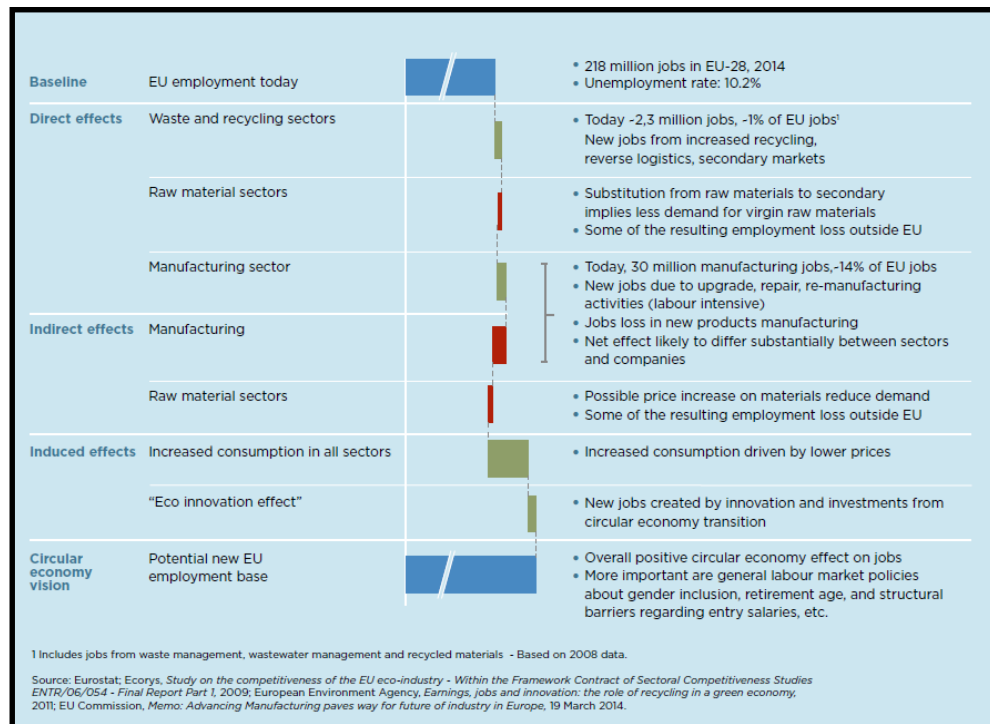 Baseline
EU employment today
• 218 million jobs in EU-28, 2014
• Unemployment rate: 10.2%
Direct effects
Waste and recycling sectors
• Today ~2,3 million jobs, ~1% of EU jobs¹
New jobs from increased recycling,
reverse logistics, secondary markets
Raw material sectors
• Substitution from raw materials to secondary
implies less demand for virgin raw materials
• Some of the resulting employment loss outside EU
Manufacturing sector
• Today, 30 million manufacturing jobs,~14% of EU jobs
• New jobs due to upgrade, repair, re-manufacturing
activities (labour intensive)
• Jobs loss in new products manufacturing
• Net effect likely to differ substantially between sectors
and companies
Indirect effects
Manufacturing
Raw material sectors
• Possible price increase on materials reduce demand
• Some of the resulting employment loss outside EU
Induced effects
Increased consumption in all sectors
• Increased consumption driven by lower prices
“Eco innovation effect”
• New jobs created by innovation and investments from
circular economy transition
Circular
economy
vision
Potential new EU
employment base
• Overall positive circular economy effect on jobs
• More important are general labour market policies
about gender inclusion, retirement age, and structural
barriers regarding entry salaries, etc.
1 Includes jobs from waste management, wastewater management and recycled materials - Based on 2008 data.
Source: Eurostat; Ecorys, Study on the competitiveness of the EU eco-industry - Within the Framework Contract of Sectoral Competitiveness Studies
ENTR/06/054 - Final Report Part 1, 2009; European Environment Agency, Earnings, jobs and innovation: the role of recycling in a green economy,
2011; EU Commission, Memo: Advancing Manufacturing paves way for future of industry in Europe, 19 March 2014.